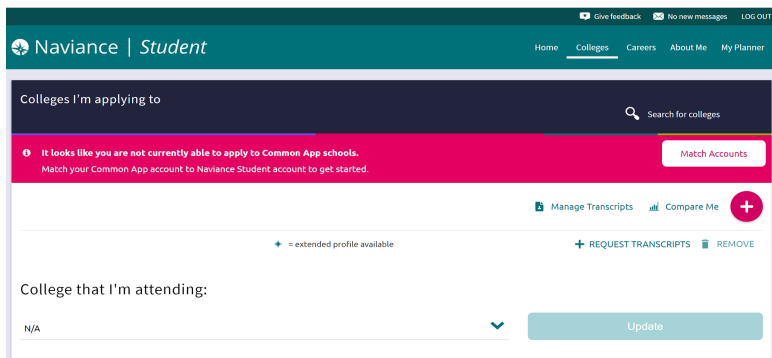 Give feedback No new messages LOG OUT
Naviance | Student
Home Colleges Careers About Me My Planner
Colleges I'm applying to
Search for colleges
It looks like you are not currently able to apply to Common App schools.
Match your Common App account to Naviance Student account to get started.
Match Accounts
Manage Transcripts Compare Me +
= extended profile available
+ REQUEST TRANSCRIPTS REMOVE
College that I'm attending:
N/A
Update